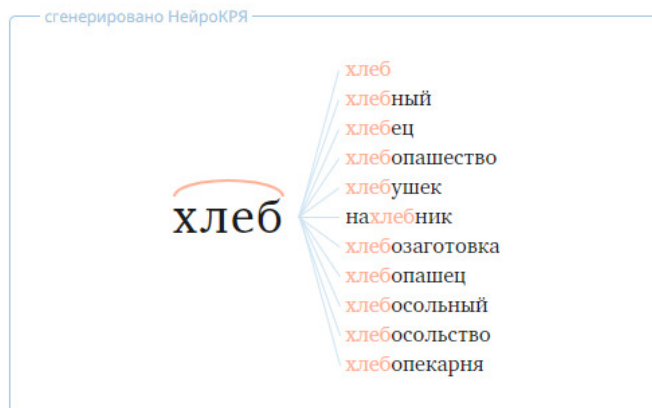 сгенерировано НейроКРЯ
хлеб
хлеб
хлебный
хлебец
хлебопашество
хлебушек
нахлебник
хлебозаготовка
хлебопашец
хлебосольный
хлебосольство
хлебопекарня